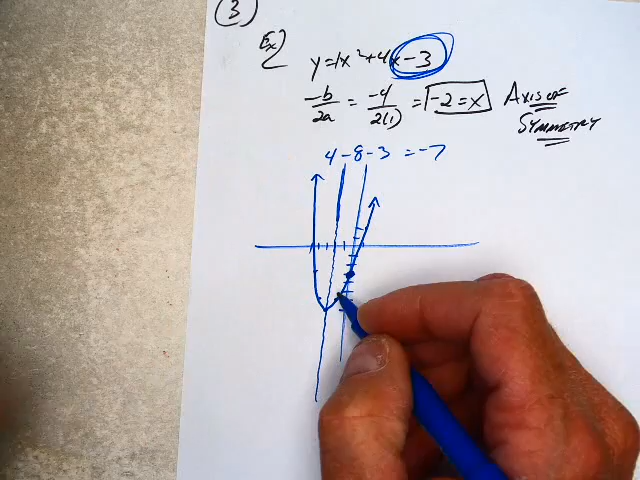 3
Ex) y=1x²+4x-3
-b/2a = -4/2(1) = -2=x AXIS OF
SYMMETRY
4-8-3 =-7